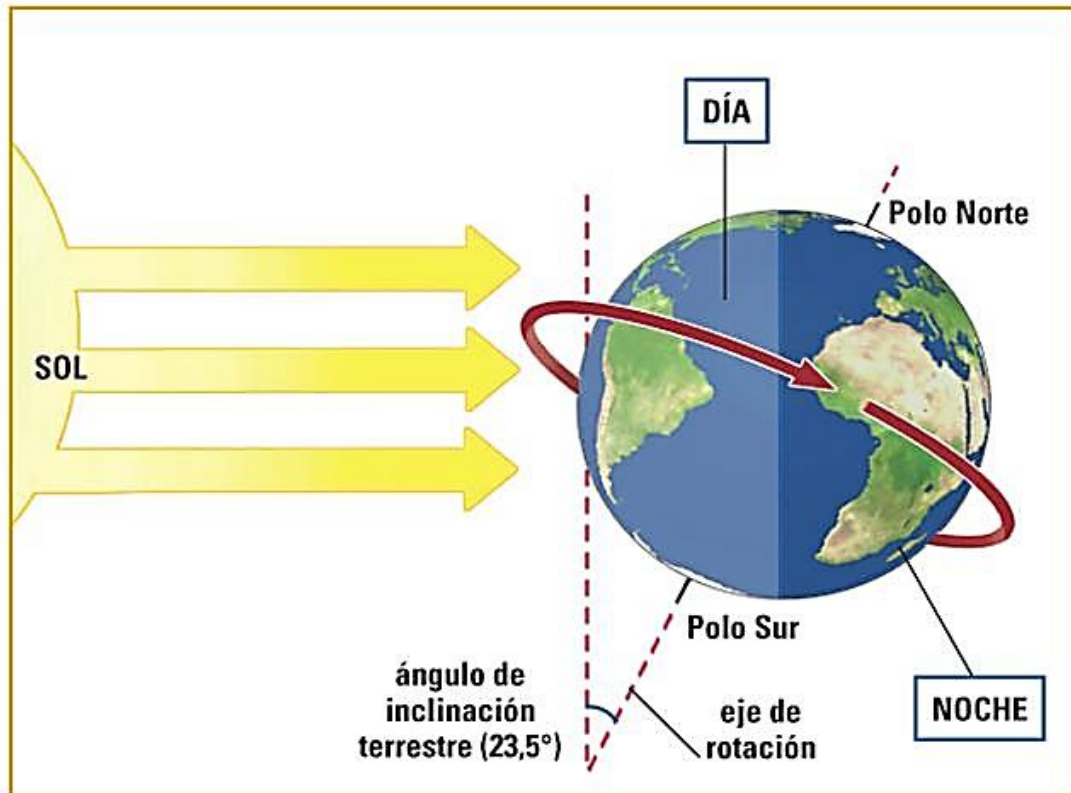 DÍA
Polo Norte
SOL
Polo Sur
ángulo de
inclinación
terrestre (23,5°)
eje de
rotación
NOCHE